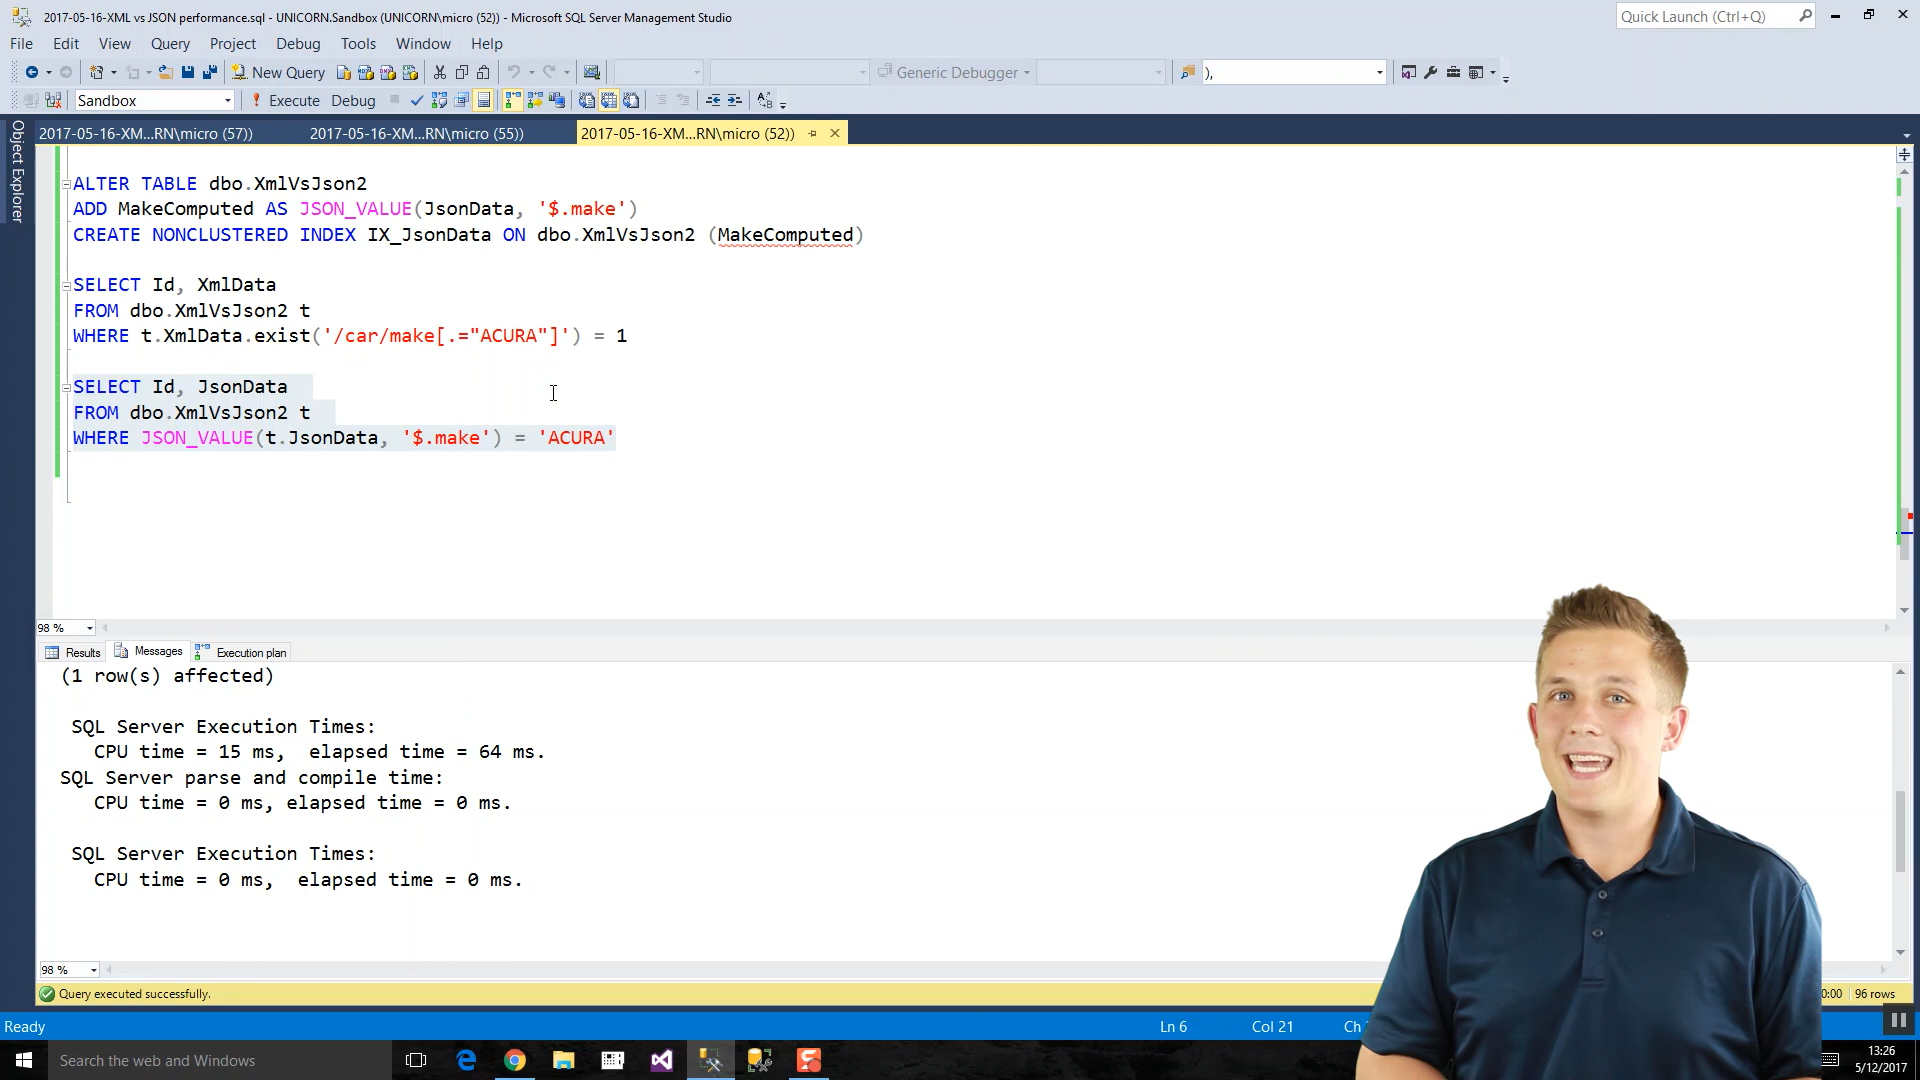 2017-05-16-XML vs JSON performance.sql - UNICORN.Sandbox (UNICORN\micro (52)) - Microsoft SQL Server Management Studio
Quick Launch (Ctrl+Q)
File Edit View Query Project Debug Tools Window Help
New Query
Generic Debugger
),
Sandbox
Execute Debug
2017-05-16-XM...RN\micro (57))
2017-05-16-XM...RN\micro (55))
2017-05-16-XM...RN\micro (52))
Object Explorer
ALTER TABLE dbo.XmlVsJson2
ADD MakeComputed AS JSON_VALUE(JsonData, '$.make')
CREATE NONCLUSTERED INDEX IX_JsonData ON dbo.XmlVsJson2 (MakeComputed)
SELECT Id, XmlData
FROM dbo.XmlVsJson2 t
WHERE t.XmlData.exist('/car/make[.="ACURA"]') = 1
SELECT Id, JsonData
FROM dbo.XmlVsJson2 t
WHERE JSON_VALUE(t.JsonData, '$.make') = 'ACURA'
98 %
Results Messages Execution plan
(1 row(s) affected)
SQL Server Execution Times:
CPU time = 15 ms, elapsed time = 64 ms.
SQL Server parse and compile time:
CPU time = 0 ms, elapsed time = 0 ms.
SQL Server Execution Times:
CPU time = 0 ms, elapsed time = 0 ms.
98 %
Query executed successfully.
0:00 96 rows
Ready
Ln 6
Col 21
Ch
Search the web and Windows
13:26
5/12/2017